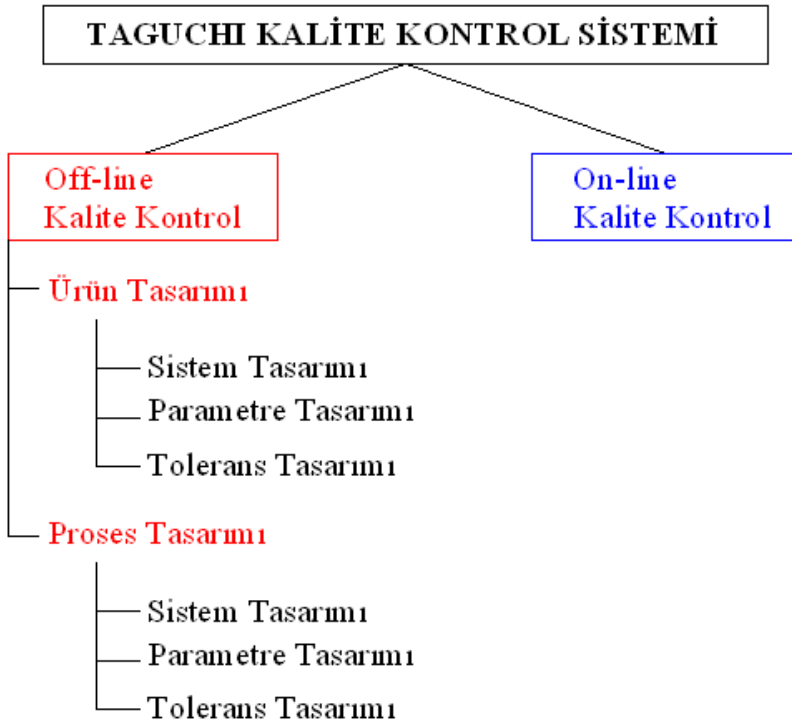 TAGUCHI KALİTE KONTROL SİSTEMİ
Off-line
Kalite Kontrol
On-line
Kalite Kontrol
Ürün Tasarımı
Sistem Tasarımı
Parametre Tasarımı
Tolerans Tasarımı
Proses Tasarımı
Sistem Tasarımı
Parametre Tasarımı
Tolerans Tasarımı